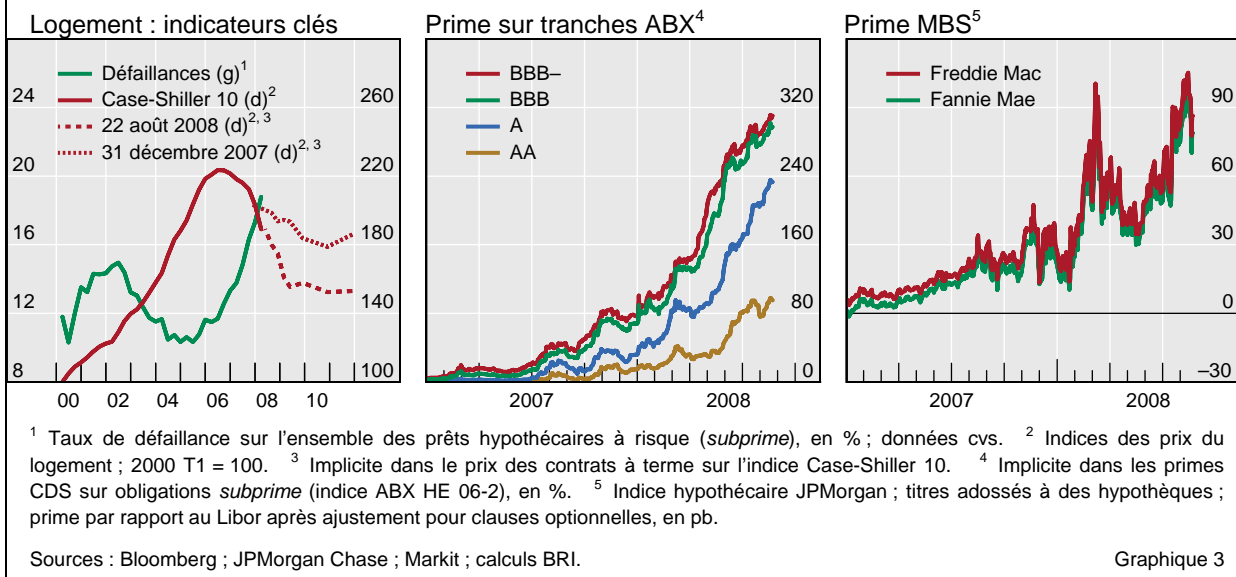 Logement : indicateurs clés
Défaillances (g)1
Case-Shiller 10 (d)2
22 août 2008 (d)2, 3
31 décembre 2007 (d)2, 3
24
20
16
12
8
260
220
180
140
100
00 02 04 06 08 10
Prime sur tranches ABX4
BBB–
BBB
A
AA
320
240
160
80
0
2007 2008
Prime MBS5
Freddie Mac
Fannie Mae
90
60
30
0
–30
2007 2008
1 Taux de défaillance sur l'ensemble des prêts hypothécaires à risque (subprime), en % ; données cvs. 2 Indices des prix du
logement ; 2000 T1 = 100. 3 Implicite dans le prix des contrats à terme sur l'indice Case-Shiller 10. 4 Implicite dans les primes
CDS sur obligations subprime (indice ABX HE 06-2), en %. 5 Indice hypothécaire JPMorgan ; titres adossés à des hypothèques ;
prime par rapport au Libor après ajustement pour clauses optionnelles, en pb.
Sources : Bloomberg ; JPMorgan Chase ; Markit ; calculs BRI.
Graphique 3